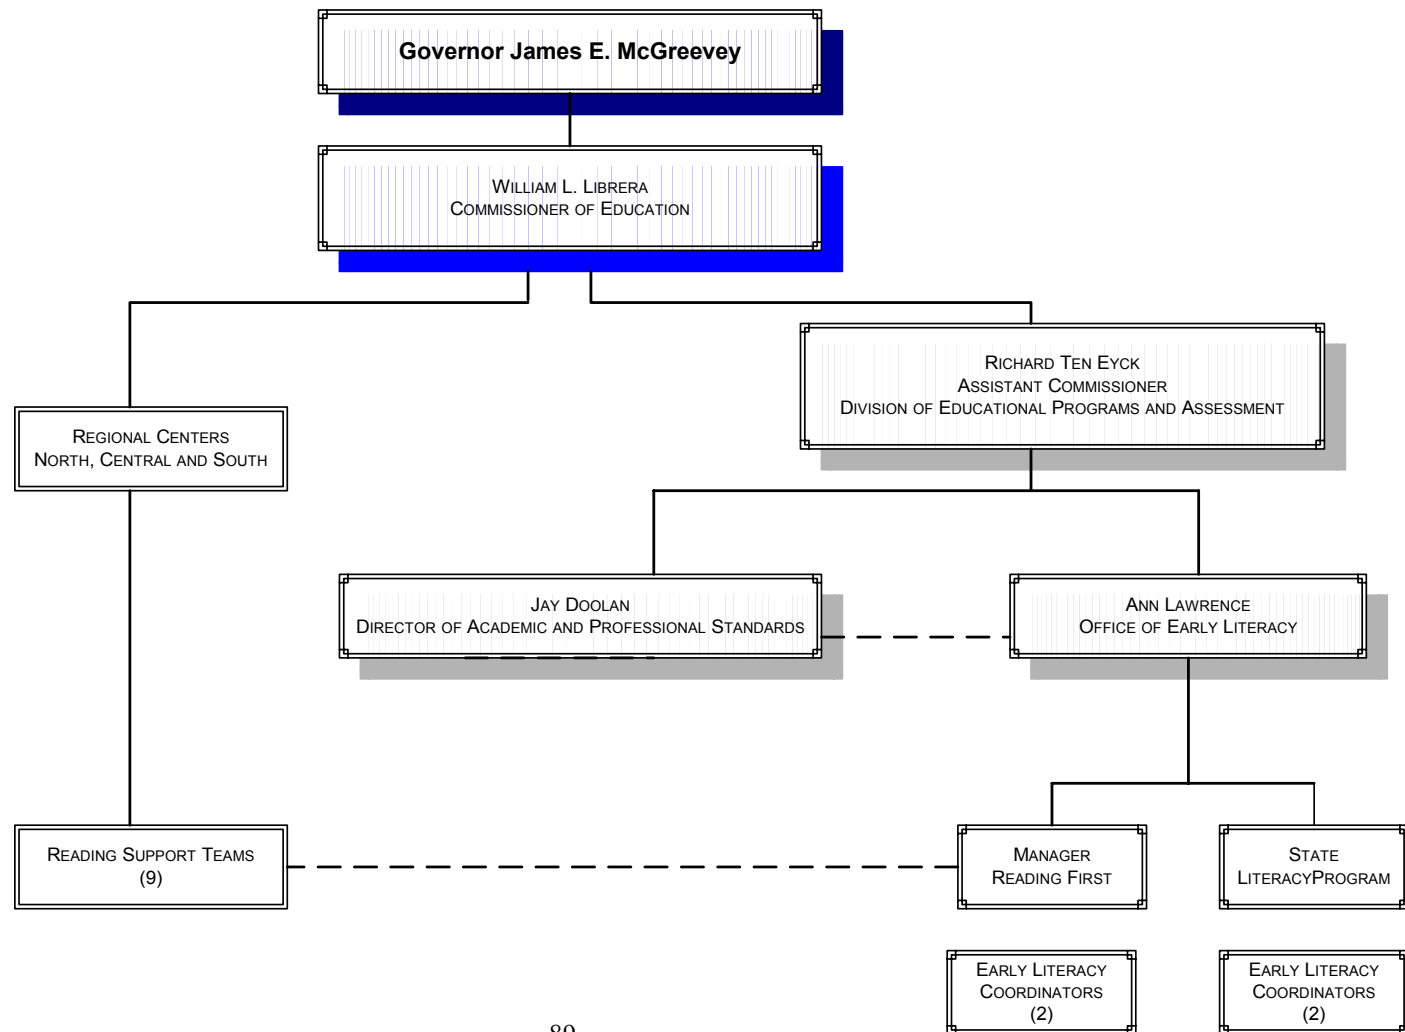 Governor James E. McGreevey
WILLIAM L. LIBRERA
COMMISSIONER OF EDUCATION
RICHARD TEN EYCK
ASSISTANT COMMISSIONER
DIVISION OF EDUCATIONAL PROGRAMS AND ASSESSMENT
REGIONAL CENTERS
NORTH, CENTRAL AND SOUTH
JAY DOOLAN
DIRECTOR OF ACADEMIC AND PROFESSIONAL STANDARDS
ANN LAWRENCE
OFFICE OF EARLY LITERACY
READING SUPPORT TEAMS
(9)
MANAGER
READING FIRST
STATE
LITERACYPROGRAM
EARLY LITERACY
COORDINATORS
(2)
EARLY LITERACY
COORDINATORS
(2)
89